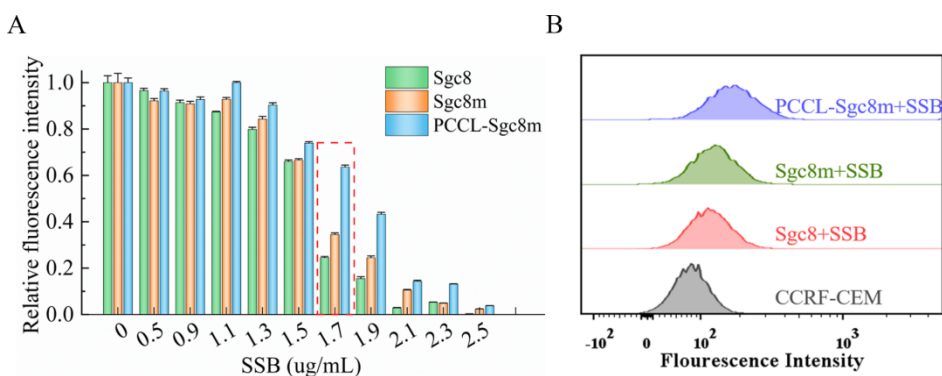 A
Relative fluorescence intensity
1.0
0.8
0.6
0.4
0.2
0.0
Sgc8
Sgc8m
PCCL-Sgc8m
0 0.5 0.9 1.1 1.3 1.5 1.7 1.9 2.1 2.3 2.5
SSB (ug/mL)
B
PCCL-Sgc8m+SSB
Sgc8m+SSB
Sgc8+SSB
CCRF-CEM
-10² 0 10² 10³
Flourescence Intensity